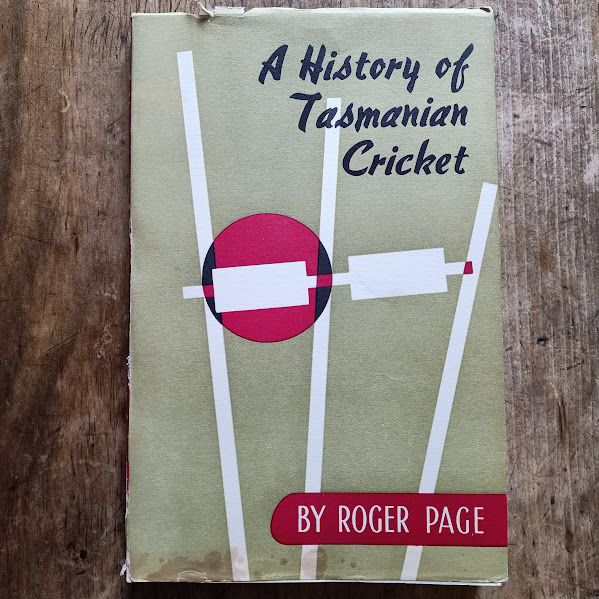 A History of
Tasmanian
Cricket
BY ROGER PAGE